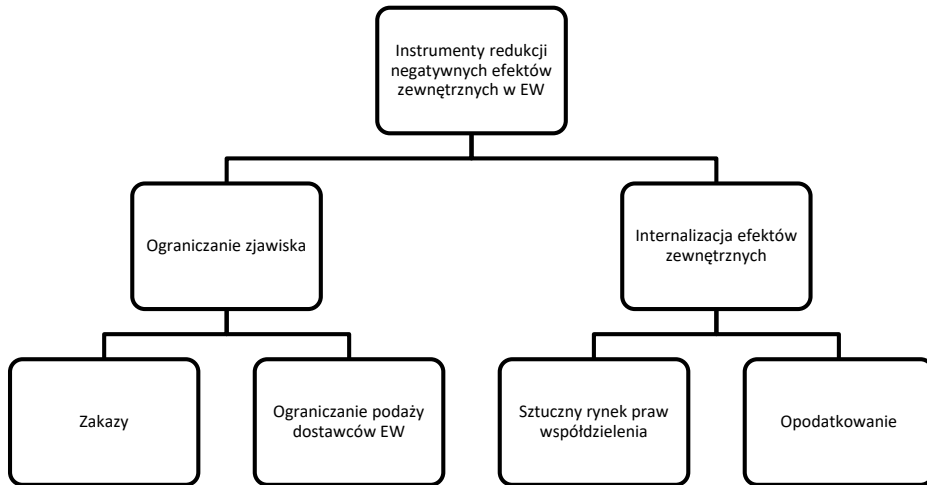 Instrumenty redukcji
negatywnych efektów
zewnętrznych w EW
Ograniczanie zjawiska
Internalizacja efektów
zewnętrznych
Zakazy
Ograniczanie podaży
dostawców EW
Sztuczny rynek praw
współdzielenia
Opodatkowanie